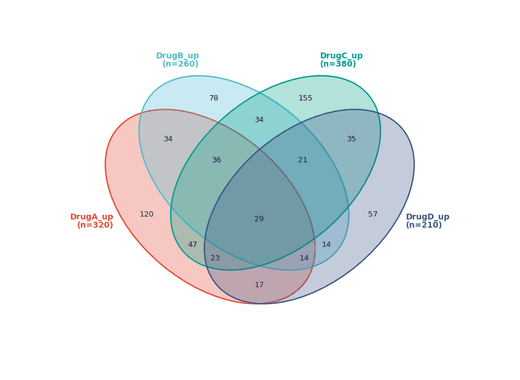 DrugB_up
(n=260)
DrugC_up
(n=380)
78
155
34
34
35
36
21
120
57
29
DrugA_up
(n=320)
DrugD_up
(n=210)
47
14
23
14
17